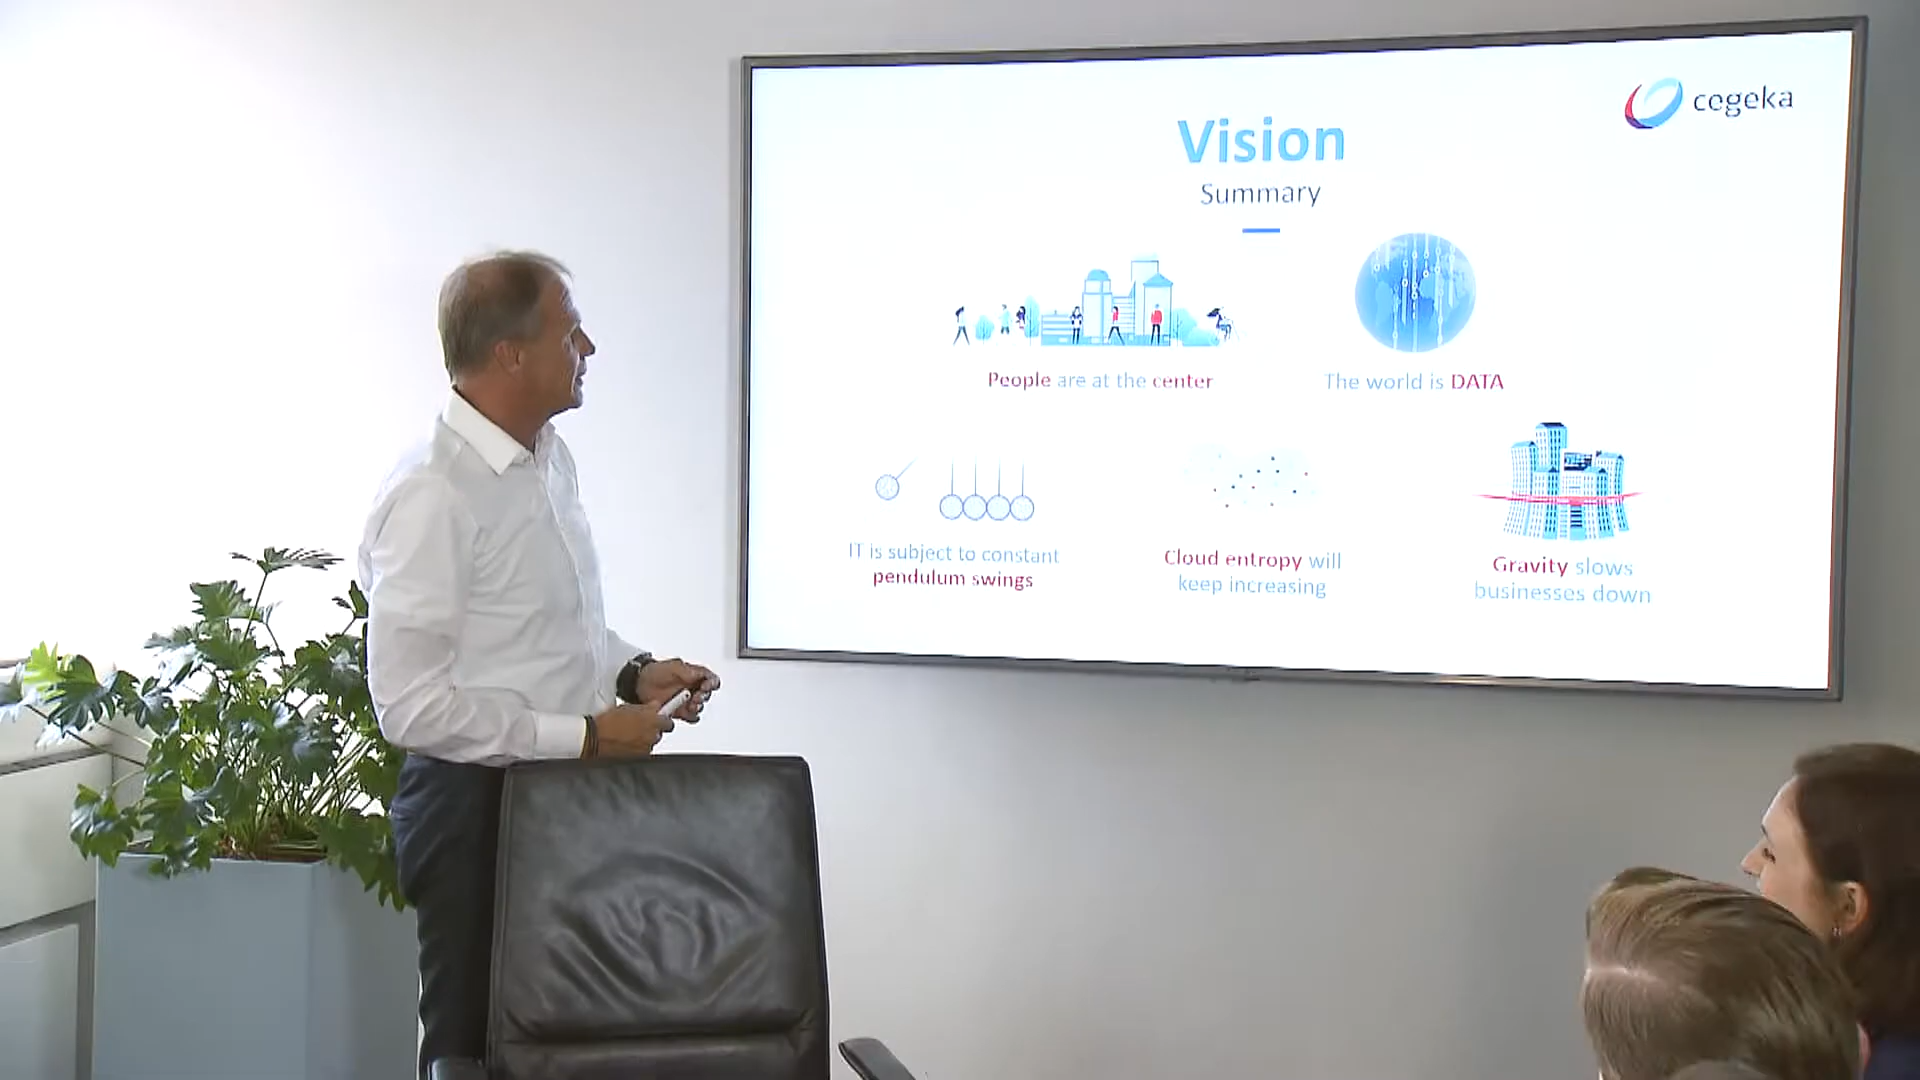 cegeka
Vision
Summary
People are at the center
The world is DATA
IT is subject to constant
pendulum swings
Cloud entropy will
keep increasing
Gravity slows
businesses down